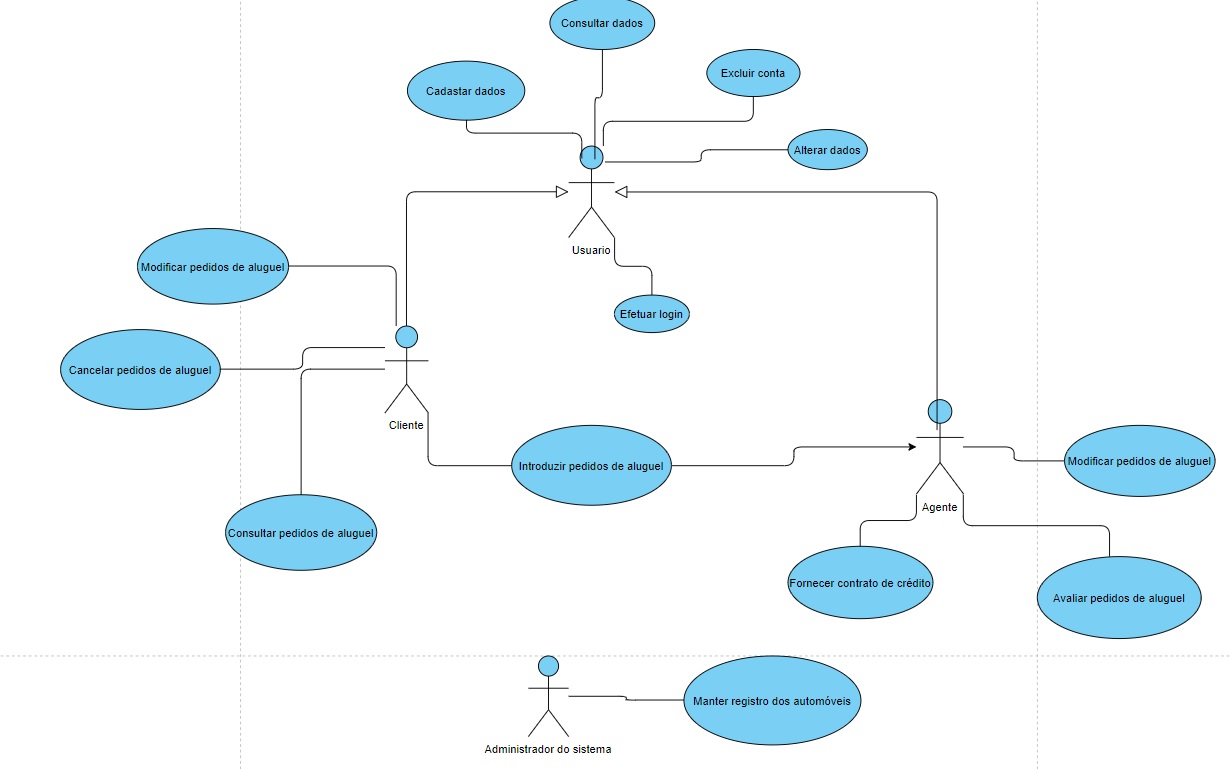 Consultar dados
Excluir conta
Cadastar dados
Alterar dados
Usuario
Modificar pedidos de aluguel
Efetuar login
Cancelar pedidos de aluguel
Cliente
Introduzir pedidos de aluguel
Modificar pedidos de aluguel
Agente
Consultar pedidos de aluguel
Fornecer contrato de crédito
Avaliar pedidos de aluguel
Manter registro dos automóveis
Administrador do sistema